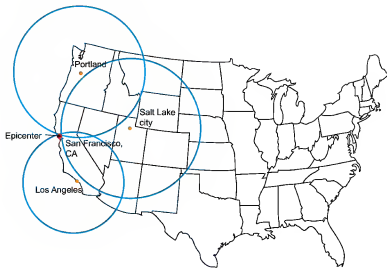 Portland
Salt Lake
city
Epicenter
San Francisco,
CA
Los Angeles